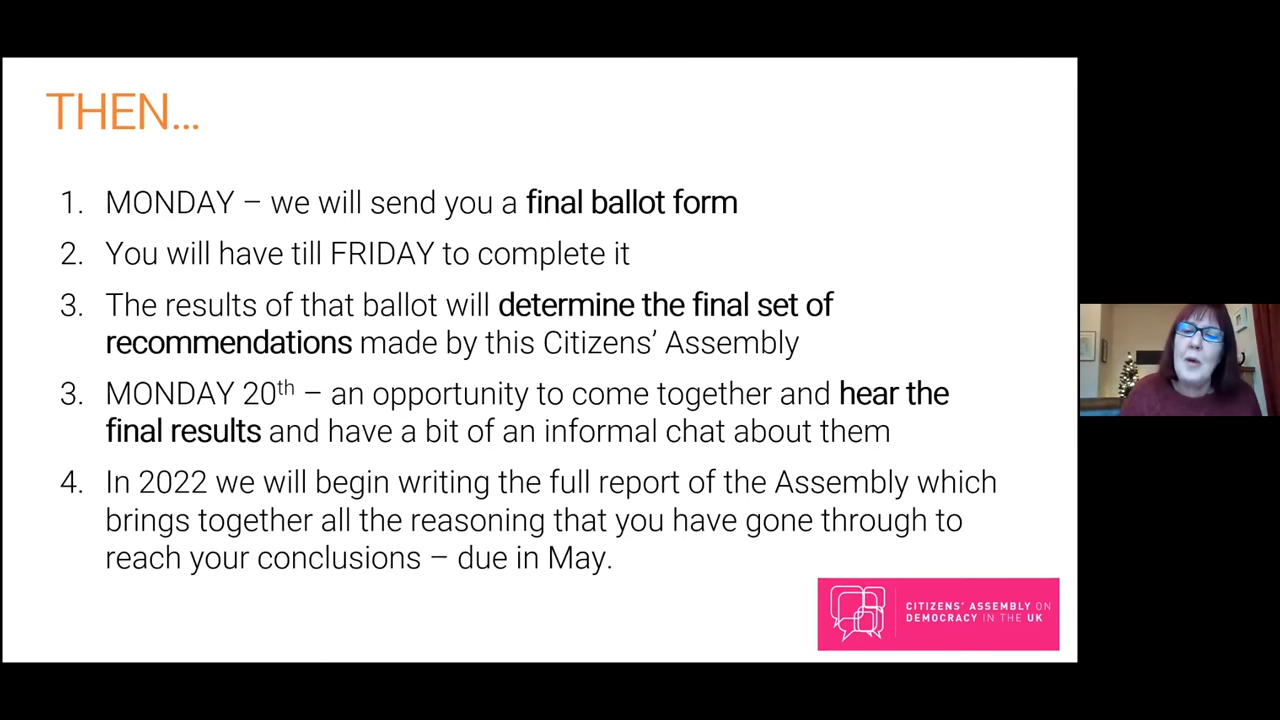 THEN...
1. MONDAY – we will send you a final ballot form
2. You will have till FRIDAY to complete it
3. The results of that ballot will determine the final set of
recommendations made by this Citizens’ Assembly
3. MONDAY 20th – an opportunity to come together and hear the
final results and have a bit of an informal chat about them
4. In 2022 we will begin writing the full report of the Assembly which
brings together all the reasoning that you have gone through to
reach your conclusions – due in May.
CITIZENS’ ASSEMBLY ON
DEMOCRACY IN THE UK